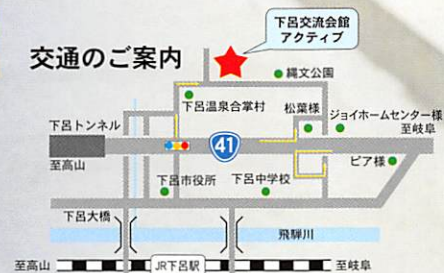 下呂交流会館
アクティブ
交通のご案内
縄文公園
下呂温泉合掌村
松葉様
ジョイホームセンター様
下呂トンネル
至岐阜
41
至高山
ピア様
下呂市役所
下呂中学校
下呂大橋
飛騨川
至高山
JR下呂駅
至岐阜